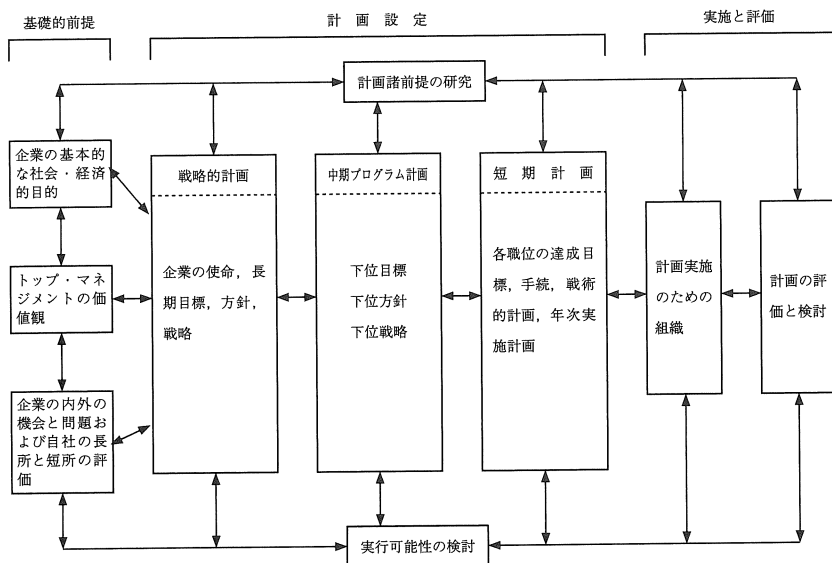 基礎的前提
計画設定
実施と評価
計画諸前提の研究
企業の基本的
な社会・経済
的目的
トップ・マネ
ジメントの価
値観
企業の内外の
機会と問題お
よび自社の長
所と短所の評
価
戦略的計画
企業の使命，長
期目標，方針，
戦略
中期プログラム計画
下位目標
下位方針
下位戦略
短期計画
各職位の達成目
標，手続，戦術
的計画，年次実
施計画
計画実施
のための
組織
計画の評
価と検討
実行可能性の検討